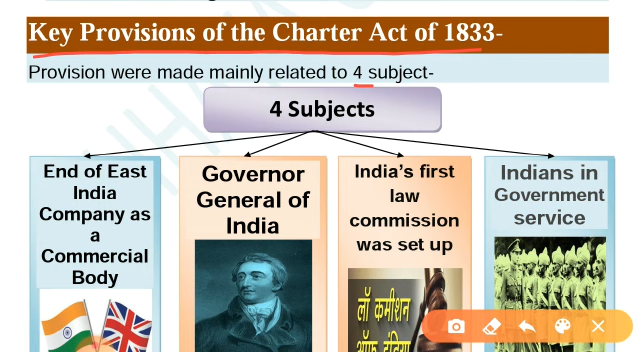 Key Provisions of the Charter Act of 1833-
Provision were made mainly related to 4 subject-
4 Subjects
End of East
India
Company as
a
Commercial
Body
Governor
General of
India
India's first
law
commission
was set up
लॉ कमीशन
ऑफ इंडिया
Indians in
Government
service